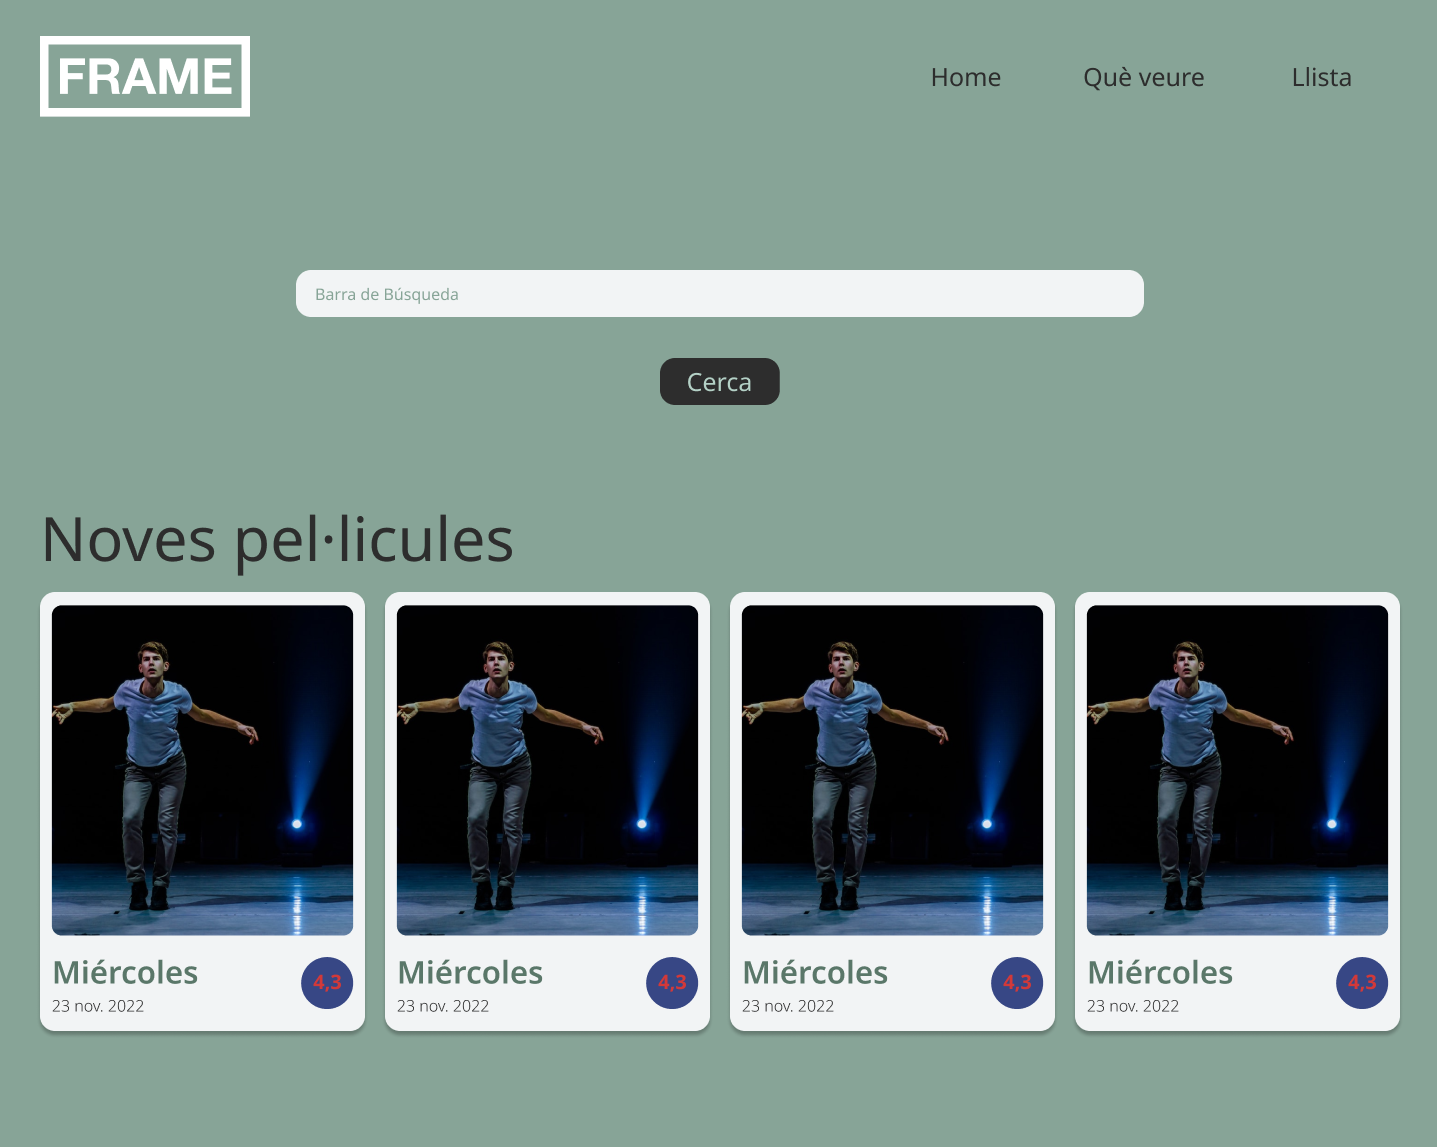 FRAME
Home
Què veure
Llista
Barra de Búsqueda
Cerca
Noves pel·licules
Miércoles
4,3
23 nov. 2022
Miércoles
4,3
23 nov. 2022
Miércoles
4,3
23 nov. 2022
Miércoles
4,3
23 nov. 2022